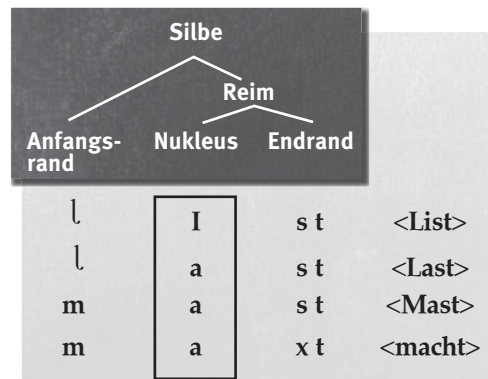 Silbe
Reim
Anfangs-
rand
Nukleus Endrand
l I s t <List>
l a s t <Last>
m a s t <Mast>
m a x t <macht>